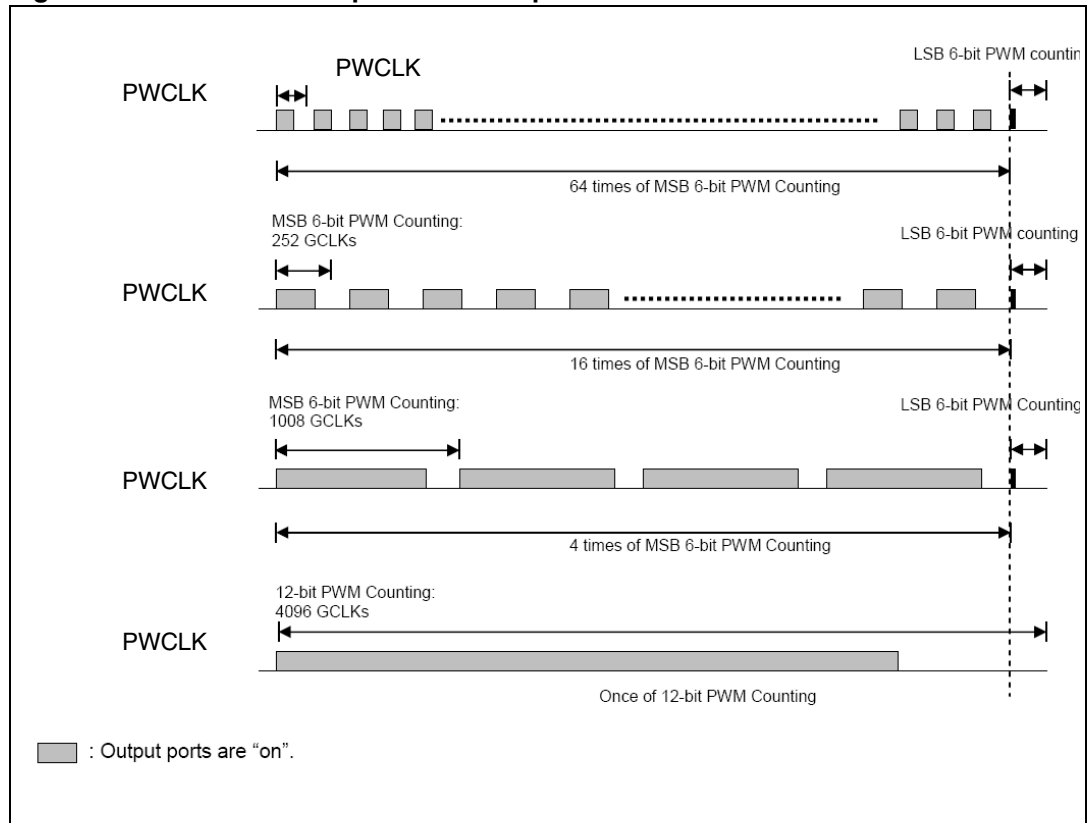 LSB 6-bit PWM countin
PWCLK
PWCLK
64 times of MSB 6-bit PWM Counting
MSB 6-bit PWM Counting:
252 GCLKs
LSB 6-bit PWM counting
PWCLK
16 times of MSB 6-bit PWM Counting
MSB 6-bit PWM Counting:
1008 GCLKs
LSB 6-bit PWM Counting
PWCLK
4 times of MSB 6-bit PWM Counting
12-bit PWM Counting:
4096 GCLKs
PWCLK
Once of 12-bit PWM Counting
: Output ports are “on”.